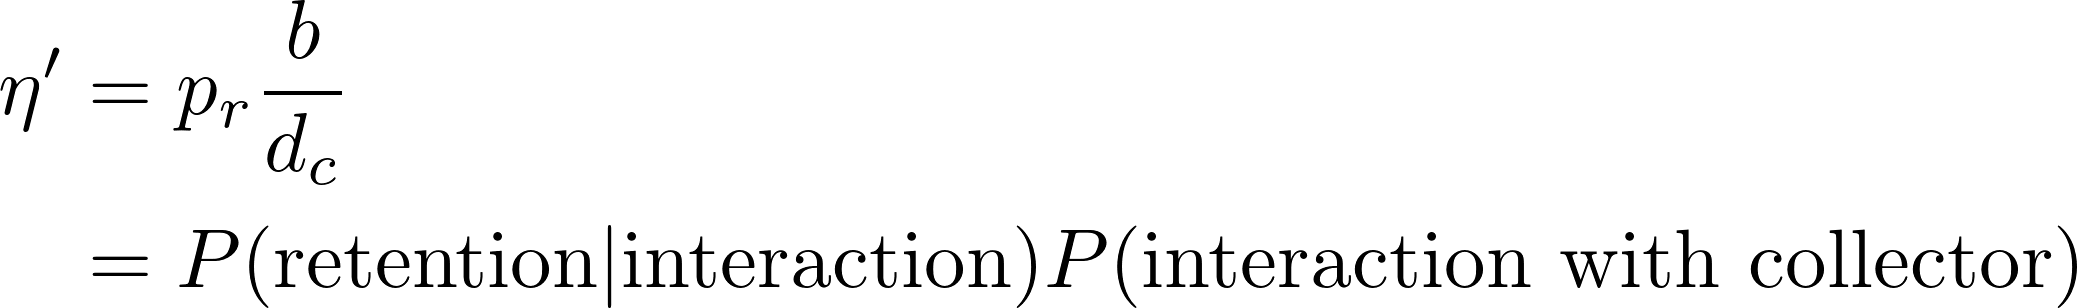 η′ = p_r b/d_c
= P(retention|interaction)P(interaction with collector)